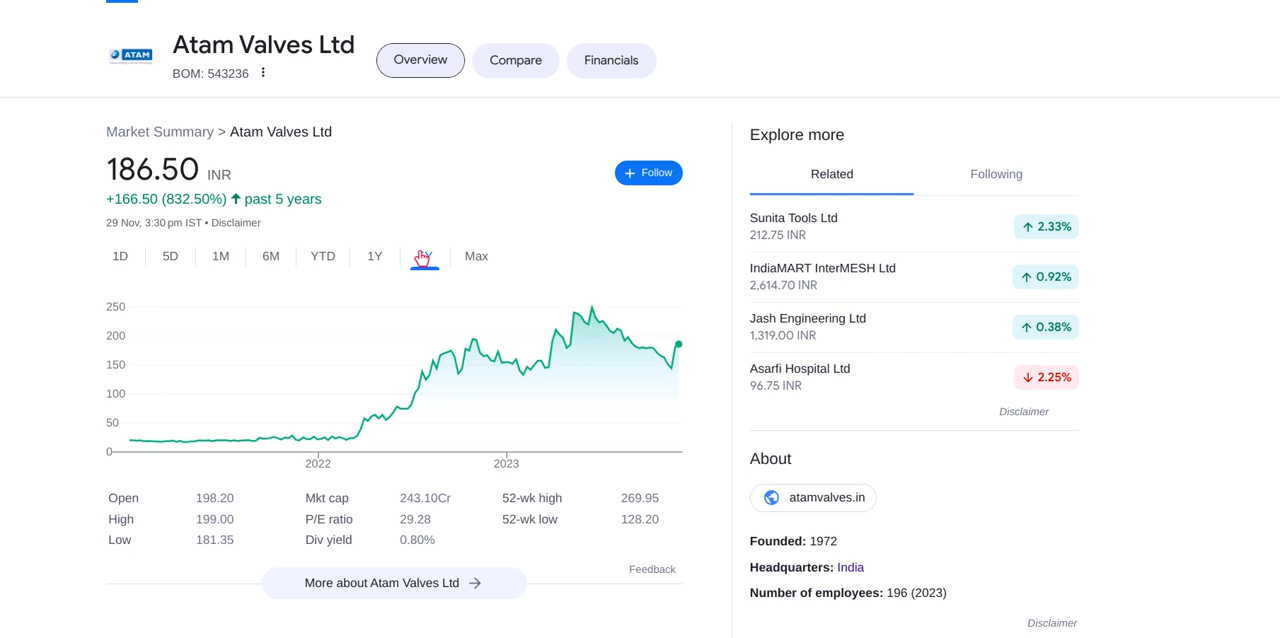 Atam Valves Ltd
ATAM
BOM: 543236
Overview
Compare
Financials
Market Summary > Atam Valves Ltd
186.50 INR
+ Follow
+166.50 (832.50%) ↑ past 5 years
29 Nov, 3:30 pm IST • Disclaimer
1D 5D 1M 6M YTD 1Y Y Max
250
200
150
100
50
0
2022 2023
Open 198.20 Mkt cap 243.10Cr 52-wk high 269.95
High 199.00 P/E ratio 29.28 52-wk low 128.20
Low 181.35 Div yield 0.80%
Feedback
More about Atam Valves Ltd →
Explore more
Related Following
Sunita Tools Ltd
212.75 INR
↑ 2.33%
IndiaMART InterMESH Ltd
2,614.70 INR
↑ 0.92%
Jash Engineering Ltd
1,319.00 INR
↑ 0.38%
Asarfi Hospital Ltd
96.75 INR
↓ 2.25%
Disclaimer
About
atamvalves.in
Founded: 1972
Headquarters: India
Number of employees: 196 (2023)
Disclaimer